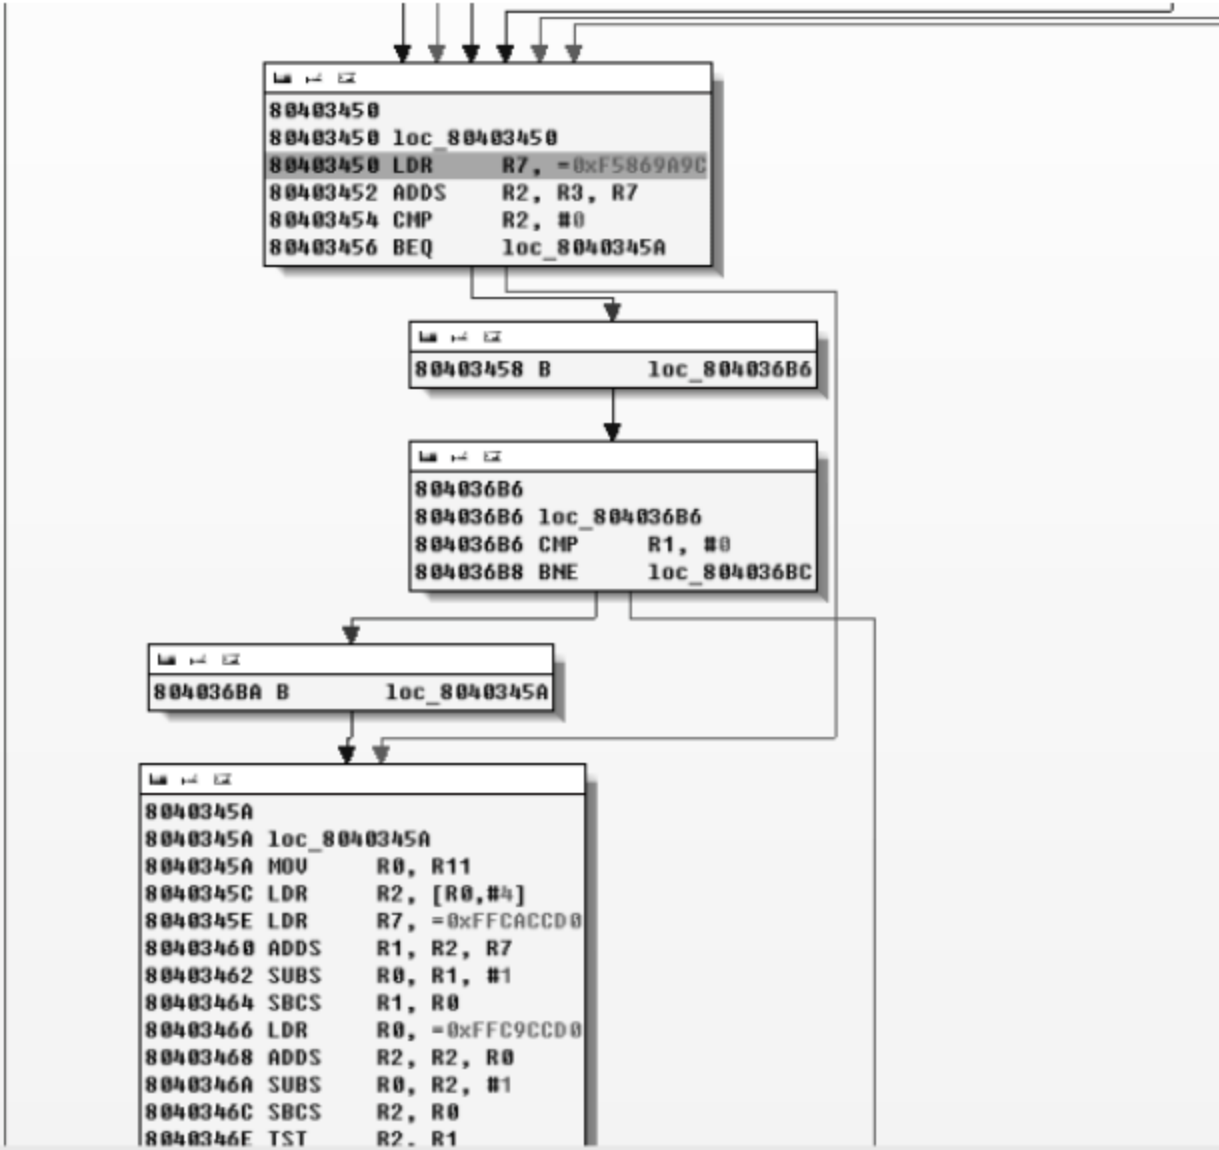 80403450
80403450 loc_80403450
80403450 LDR R7, =0xF5869A9C
80403452 ADDS R2, R3, R7
80403454 CMP R2, #0
80403456 BEQ loc_8040345A
80403458 B loc_804036B6
804036B6
804036B6 loc_804036B6
804036B6 CMP R1, #0
804036B8 BNE loc_804036BC
804036BA B loc_8040345A
8040345A
8040345A loc_8040345A
8040345A MOV R0, R11
8040345C LDR R2, [R0,#4]
8040345E LDR R7, =0xFFCACCD0
80403460 ADDS R1, R2, R7
80403462 SUBS R0, R1, #1
80403464 SBCS R1, R0
80403466 LDR R0, =0xFFC9CCD0
80403468 ADDS R2, R2, R0
8040346A SUBS R0, R2, #1
8040346C SBCS R2, R0
8040346E TST R2, R1